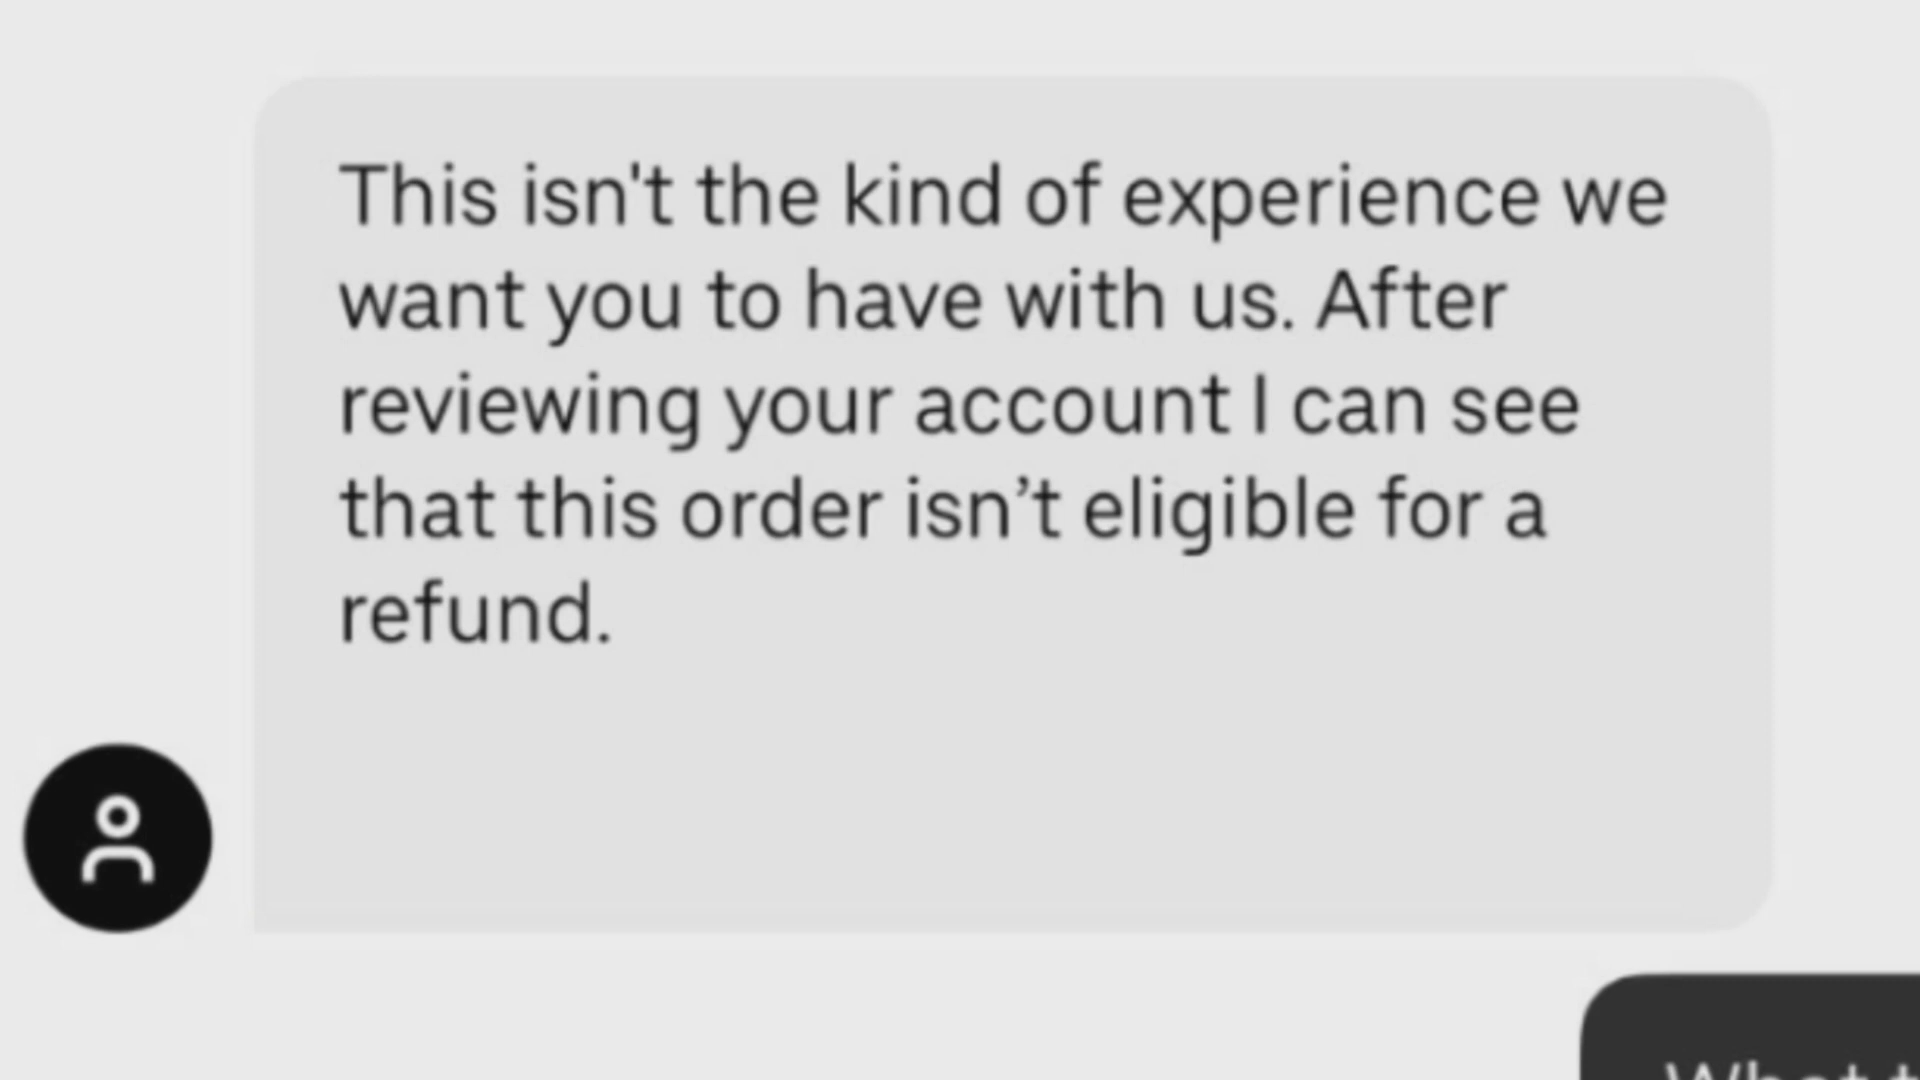 This isn't the kind of experience we
want you to have with us. After
reviewing your account I can see
that this order isn’t eligible for a
refund.